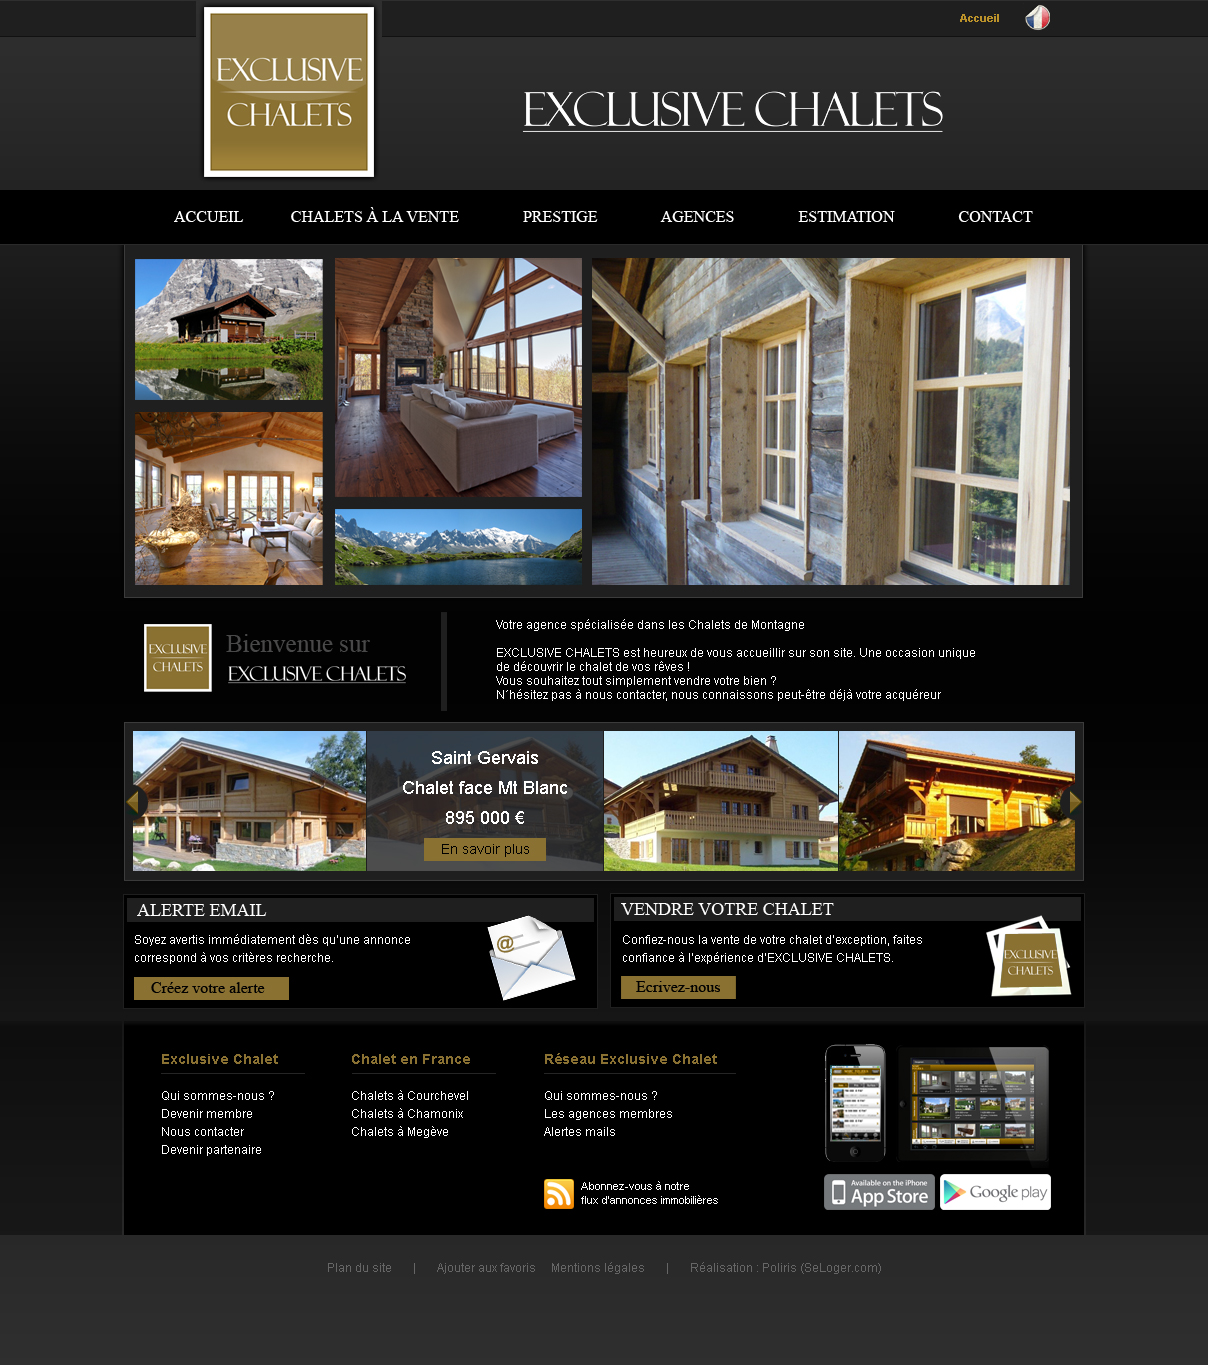 Accueil
EXCLUSIVE
CHALETS
EXCLUSIVE CHALETS
ACCUEIL
CHALETS À LA VENTE
PRESTIGE
AGENCES
ESTIMATION
CONTACT
EXCLUSIVE
CHALETS
Bienvenue sur
EXCLUSIVE CHALETS
Votre agence spécialisée dans les Chalets de Montagne
EXCLUSIVE CHALETS est heureux de vous accueillir sur son site. Une occasion unique
de découvrir le chalet de vos rêves !
Vous souhaitez tout simplement vendre votre bien ?
N´hésitez pas à nous contacter, nous connaissons peut-être déjà votre acquéreur
Saint Gervais
Chalet face Mt Blanc
895 000 €
En savoir plus
ALERTE EMAIL
Soyez avertis immédiatement dès qu'une annonce
correspond à vos critères recherche.
@
Créez votre alerte
VENDRE VOTRE CHALET
Confiez-nous la vente de votre chalet d'exception, faites
confiance à l'expérience d'EXCLUSIVE CHALETS.
EXCLUSIVE
CHALETS
Ecrivez-nous
Exclusive Chalet
Qui sommes-nous ?
Devenir membre
Nous contacter
Devenir partenaire
Chalet en France
Chalets à Courchevel
Chalets à Chamonix
Chalets à Megève
Réseau Exclusive Chalet
Qui sommes-nous ?
Les agences membres
Alertes mails
Abonnez-vous à notre
flux d'annonces immobilières
Available on the iPhone
App Store
Google play
Plan du site | Ajouter aux favoris Mentions légales | Réalisation : Poliris (SeLoger.com)